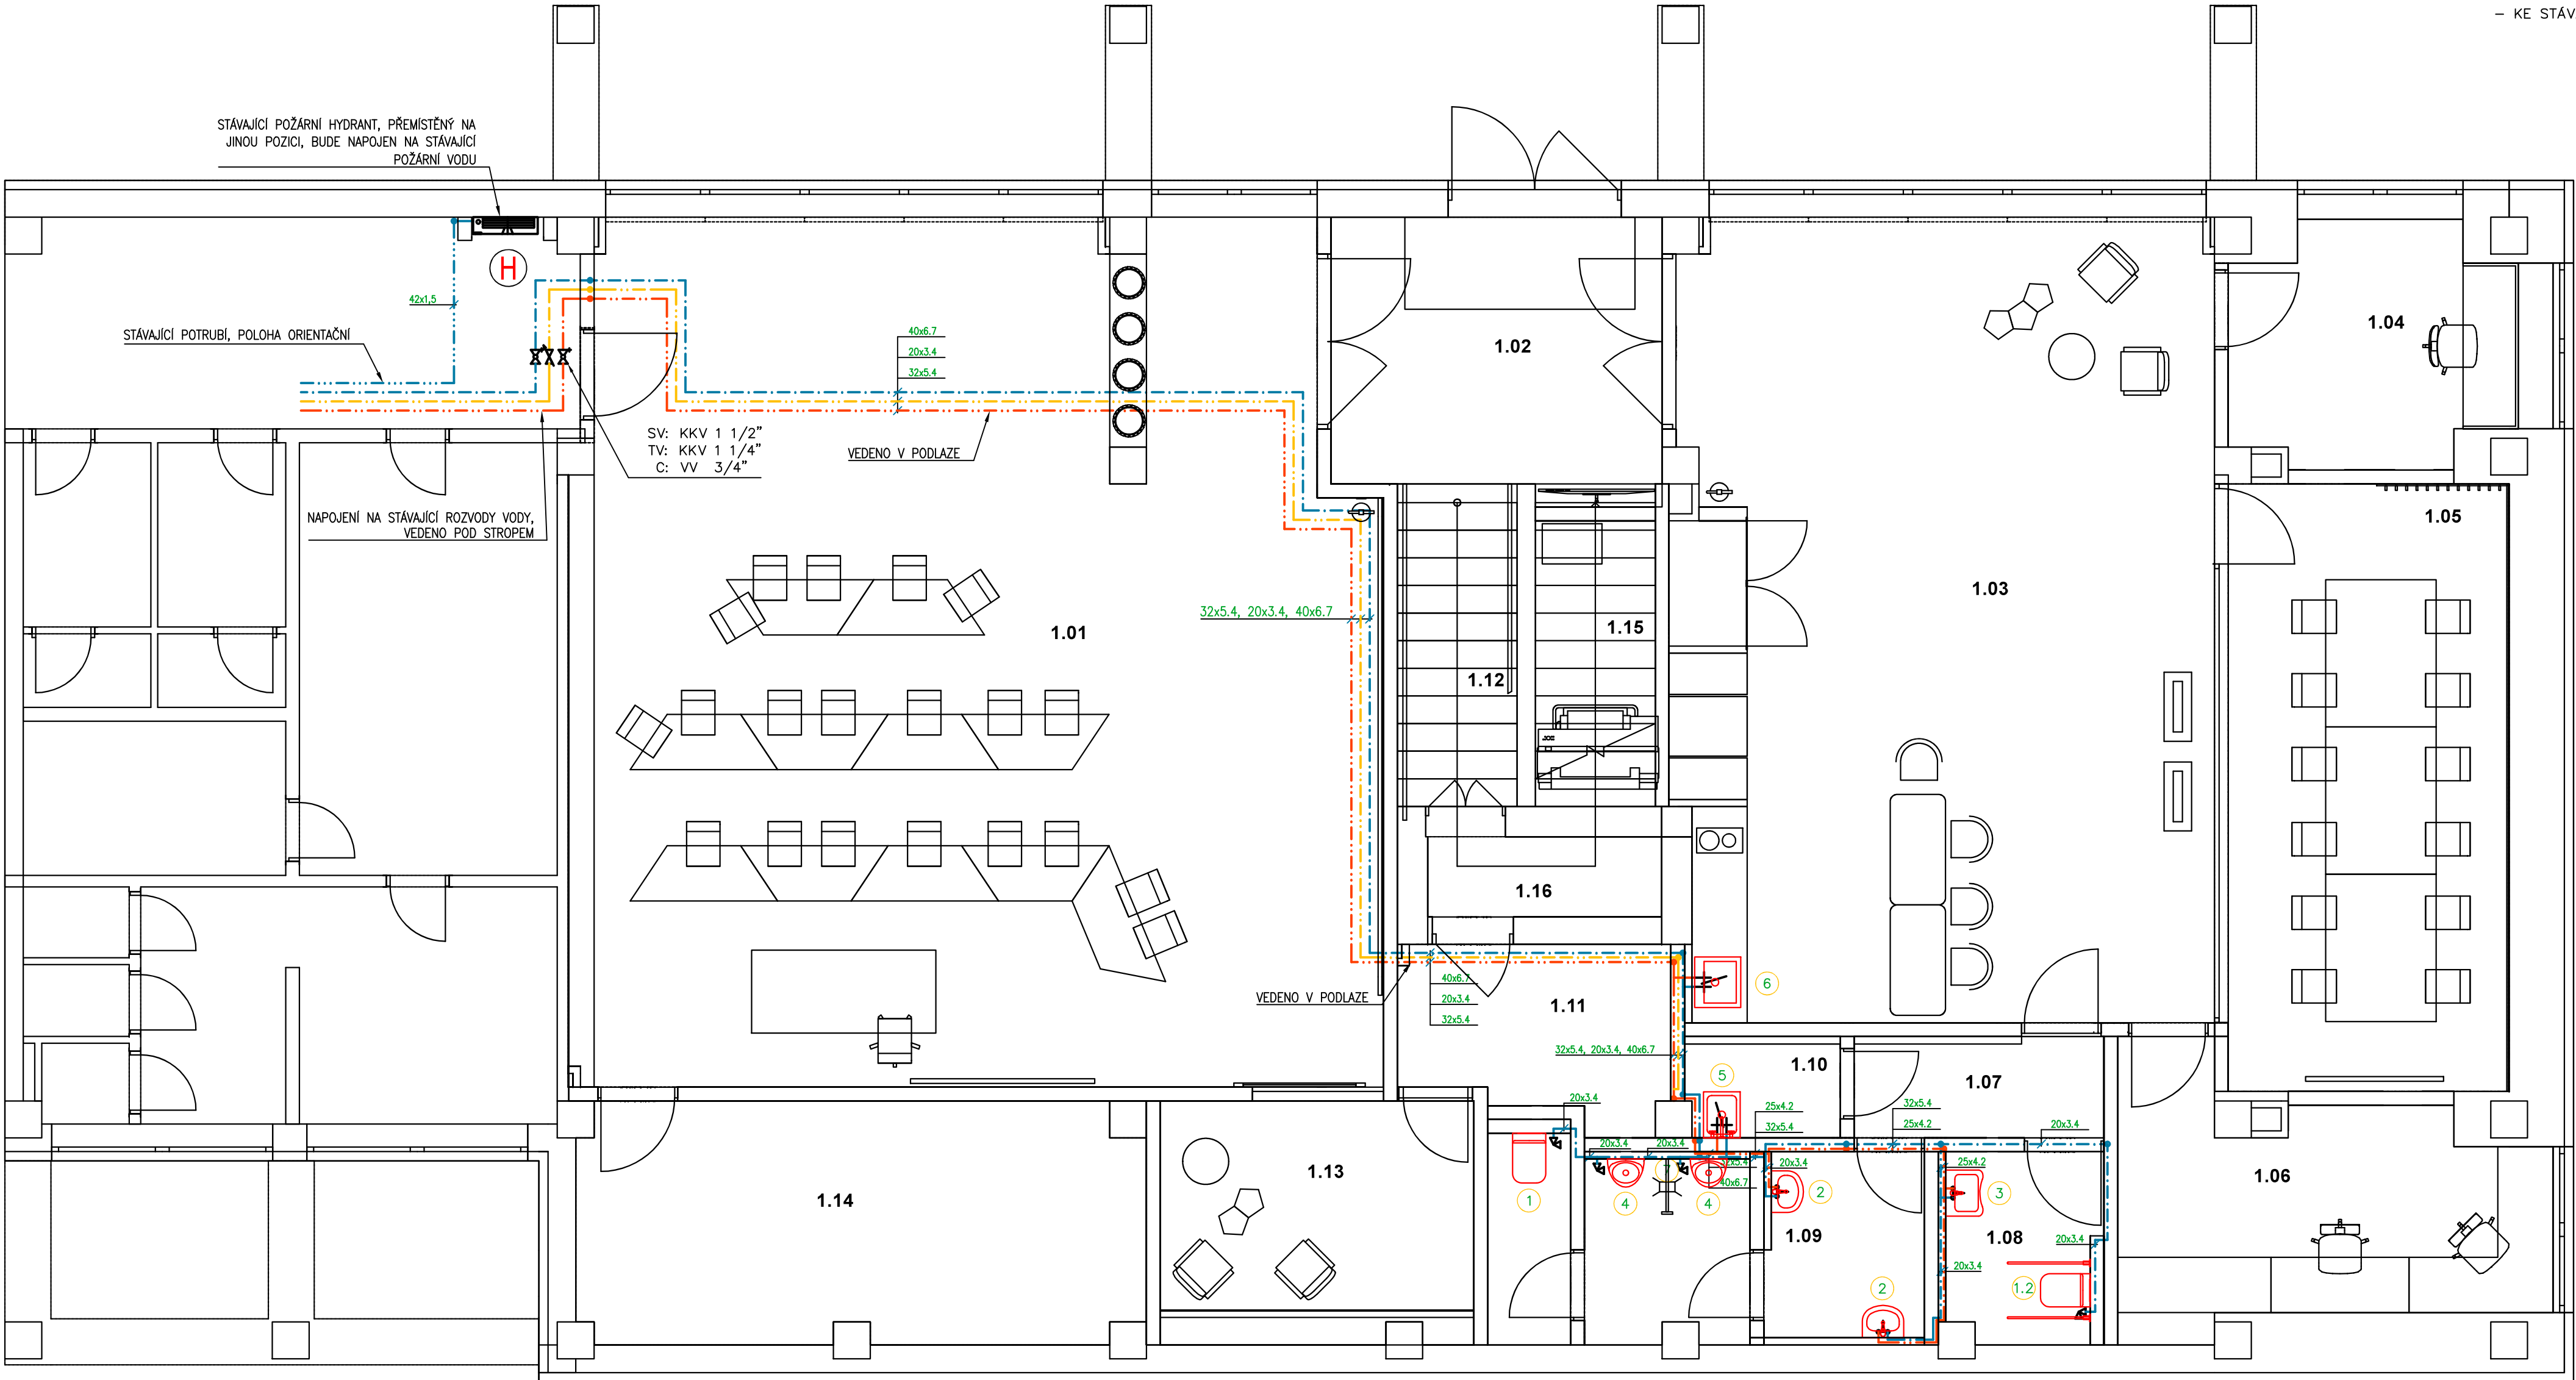 – KE STÁV
STÁVAJÍCÍ POŽÁRNÍ HYDRANT, PŘEMÍSTĚNÝ NA
JINOU POZICI, BUDE NAPOJEN NA STÁVAJÍCÍ
POŽÁRNÍ VODU
H
42x1,5
STÁVAJÍCÍ POTRUBÍ, POLOHA ORIENTAČNÍ
40x6.7
20x3.4
32x5.4
SV: KKV 1 1/2"
TV: KKV 1 1/4"
C: VV 3/4"
VEDENO V PODLAZE
NAPOJENÍ NA STÁVAJÍCÍ ROZVODY VODY,
VEDENO POD STROPEM
1.02
1.04
1.05
1.03
32x5.4, 20x3.4, 40x6.7
1.01
1.15
1.12
JOE
1.16
VEDENO V PODLAZE
40x6.7
20x3.4
32x5.4
1.11
6
32x5.4, 20x3.4, 40x6.7
1.10
5
1.07
20x3.4
25x4.2
32x5.4
32x5.4
25x4.2
20x3.4
20x3.4
20x3.4
32x5.4
40x6.7
20x3.4
25x4.2
1.13
1.14
1
4
7
4
2
1.09
3
1.08
1.06
20x3.4
20x3.4
2
1.2